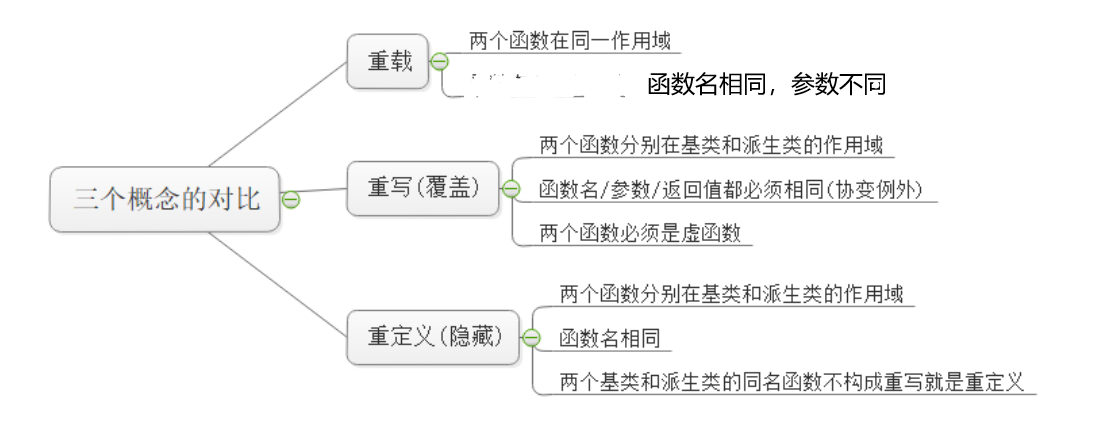 三个概念的对比
重载
两个函数在同一作用域
函数名相同，参数不同
重写(覆盖)
两个函数分别在基类和派生类的作用域
函数名/参数/返回值都必须相同(协变例外)
两个函数必须是虚函数
重定义(隐藏)
两个函数分别在基类和派生类的作用域
函数名相同
两个基类和派生类的同名函数不构成重写就是重定义